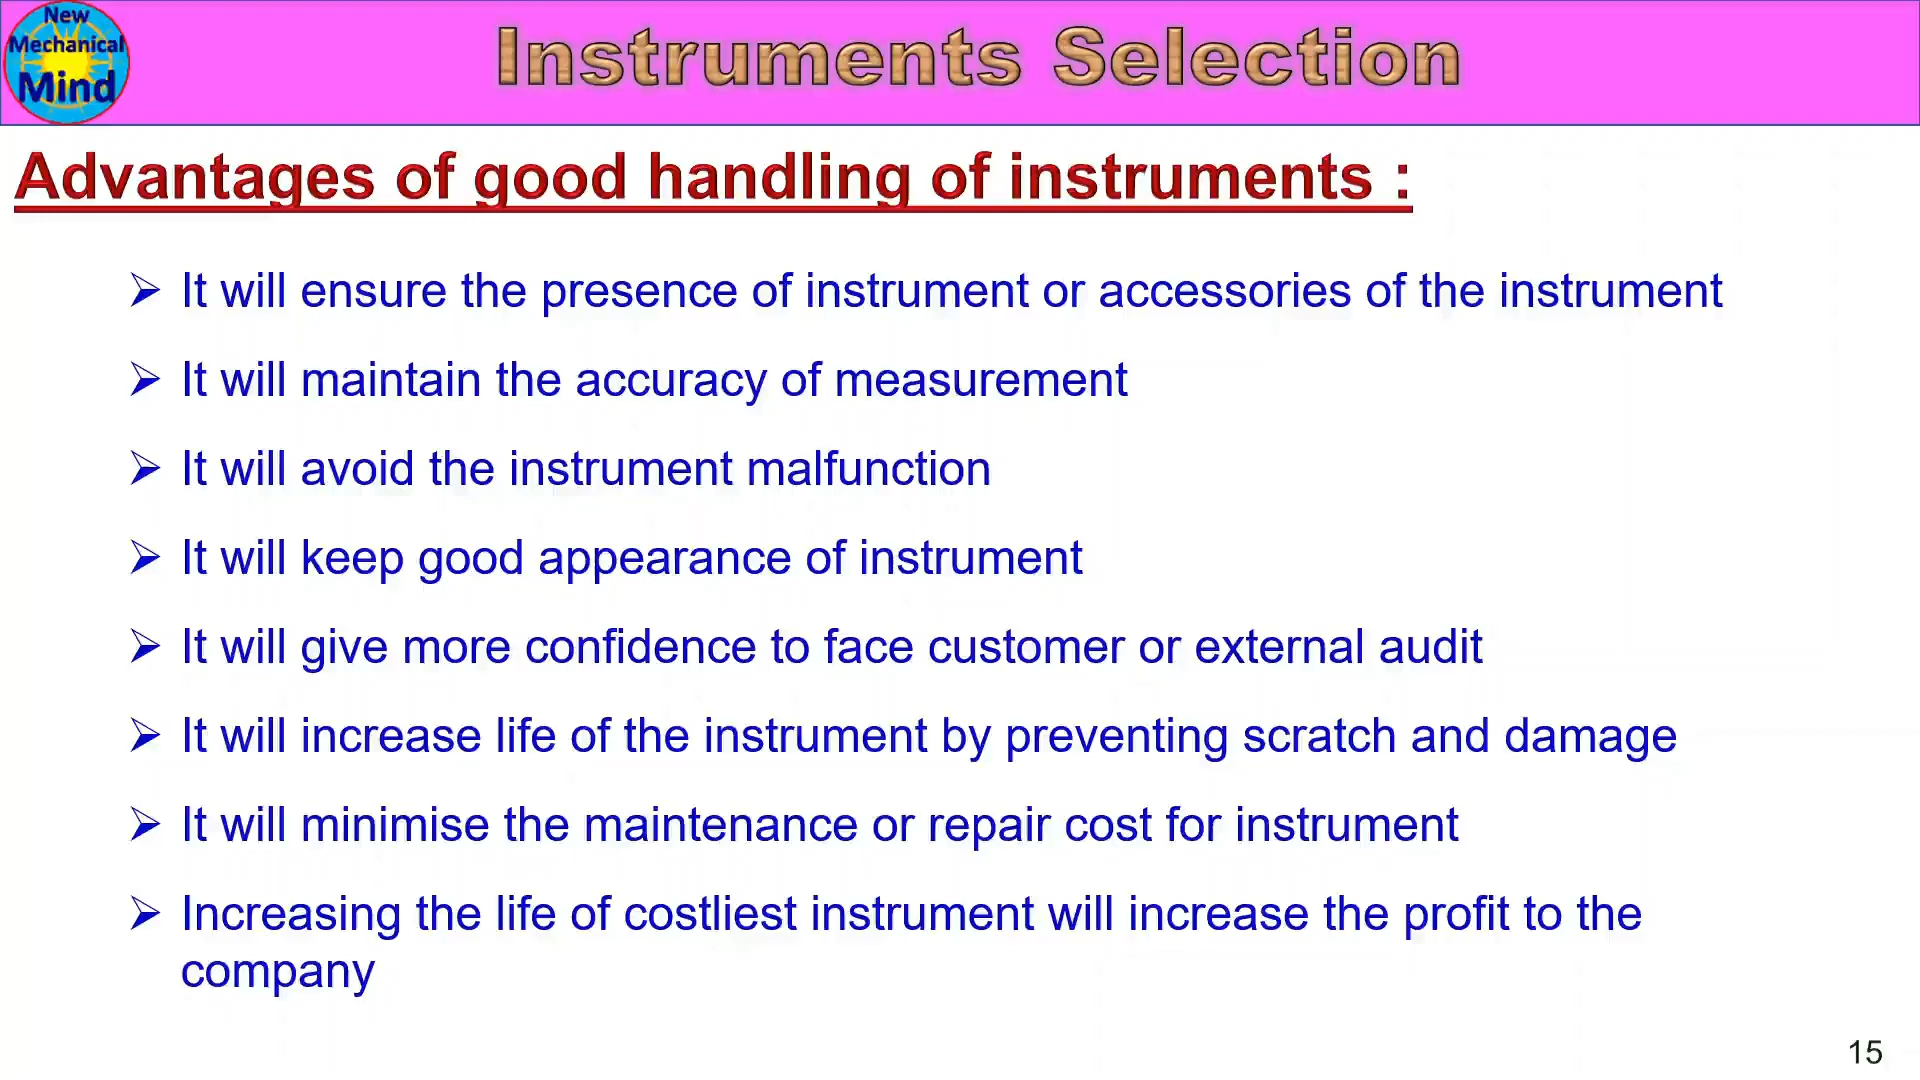 New
Mechanical
Mind
Instruments Selection
Advantages of good handling of instruments :
➢ It will ensure the presence of instrument or accessories of the instrument
➢ It will maintain the accuracy of measurement
➢ It will avoid the instrument malfunction
➢ It will keep good appearance of instrument
➢ It will give more confidence to face customer or external audit
➢ It will increase life of the instrument by preventing scratch and damage
➢ It will minimise the maintenance or repair cost for instrument
➢ Increasing the life of costliest instrument will increase the profit to the
company
15